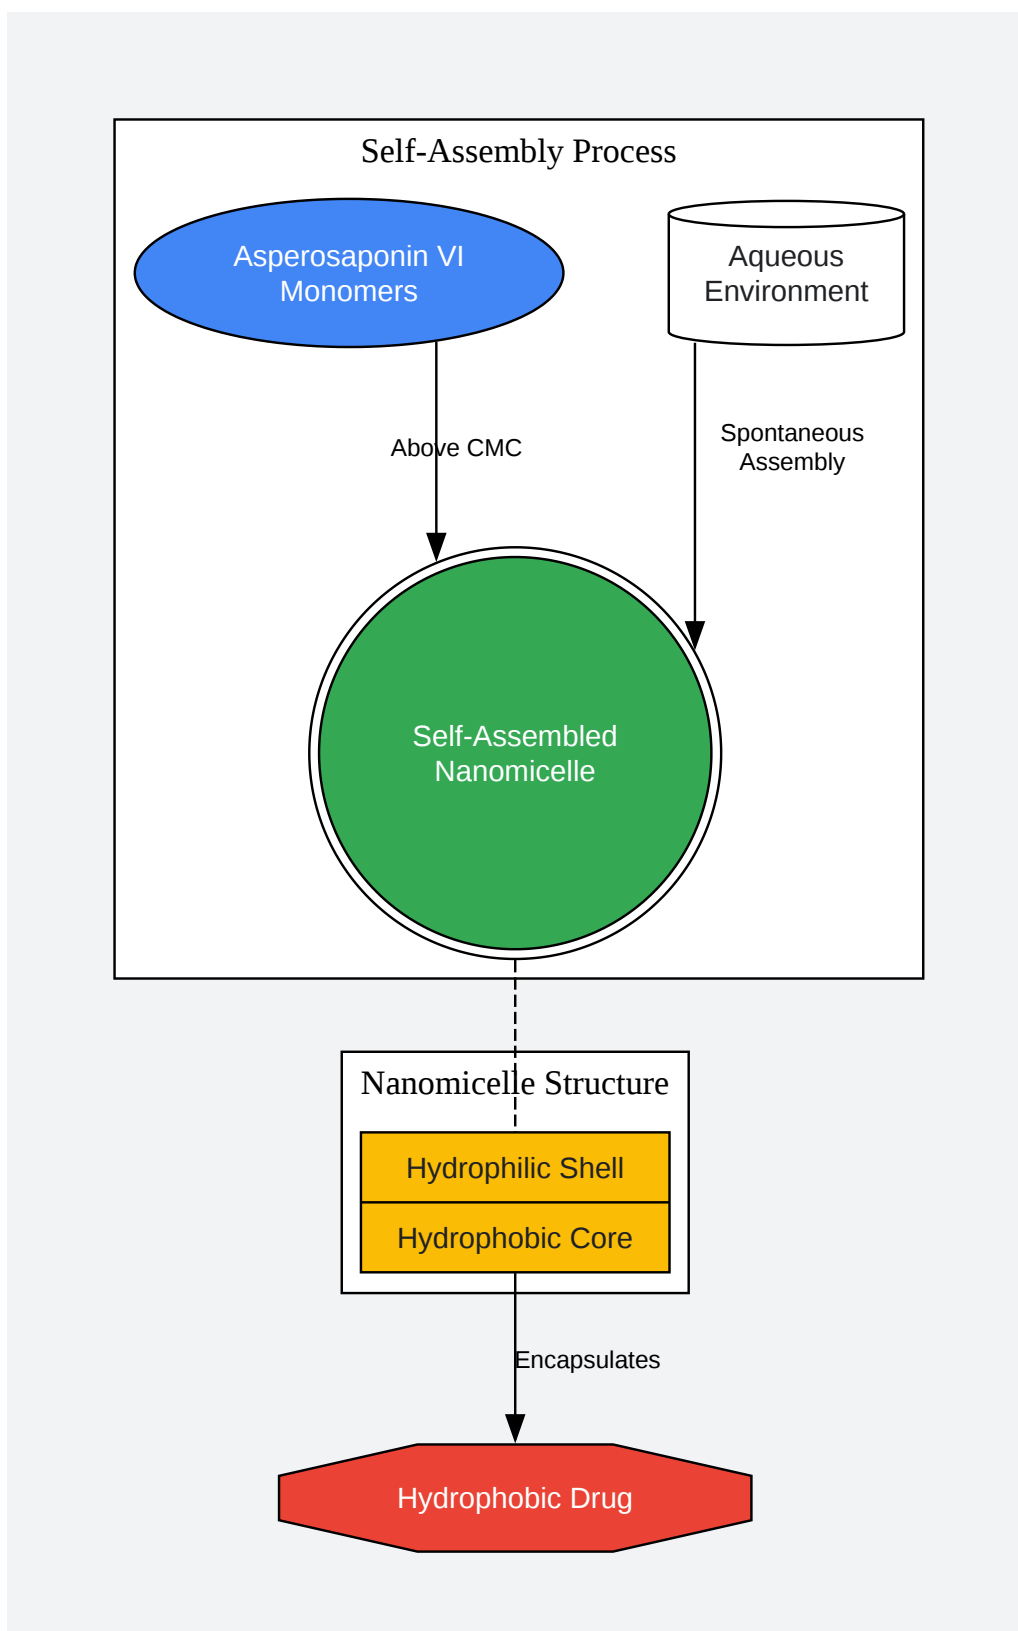 Self-Assembly Process
Asperosaponin VI
Monomers
Aqueous
Environment
Above CMC
Spontaneous
Assembly
Self-Assembled
Nanomicelle
Nanomicelle Structure
Hydrophilic Shell
Hydrophobic Core
Encapsulates
Hydrophobic Drug